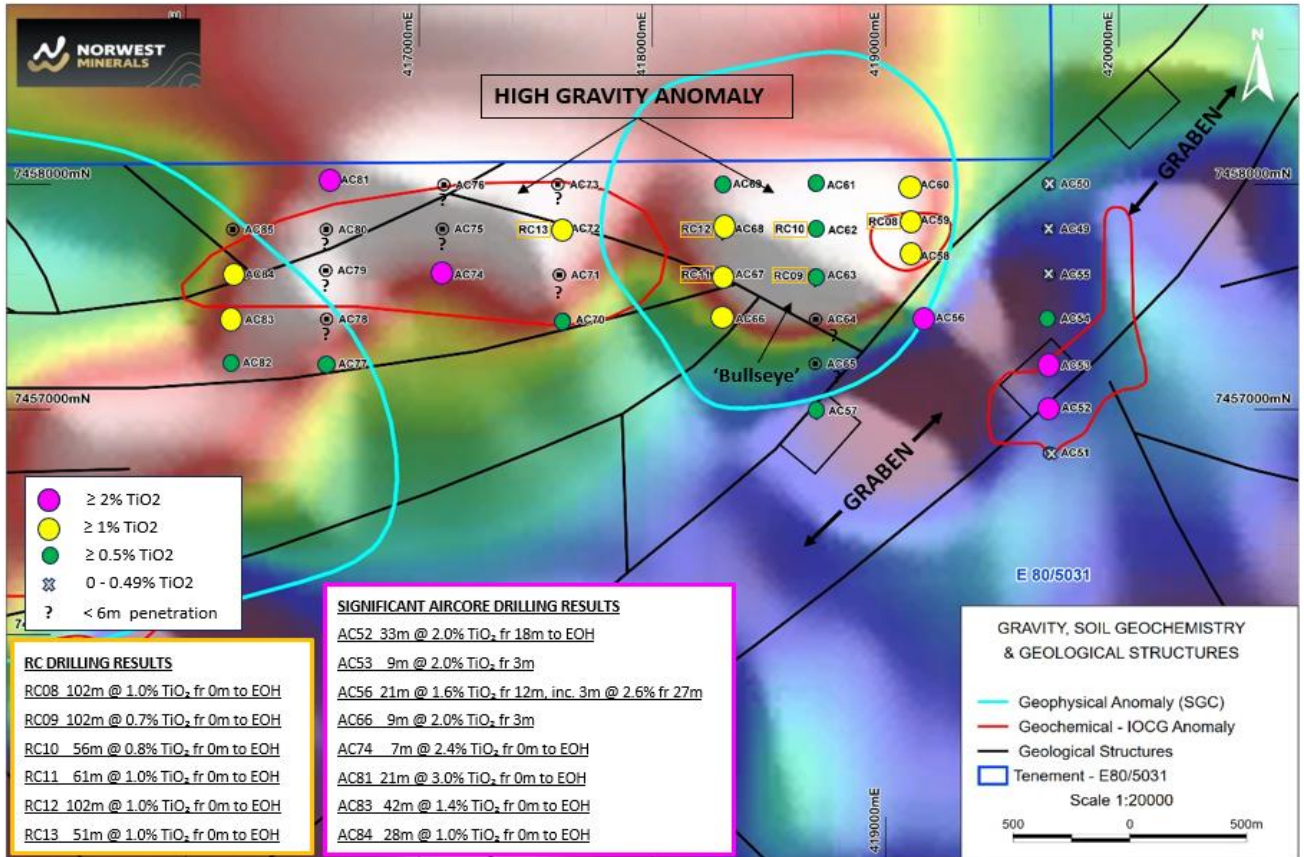 NORWEST
MINERALS
417000mE
418000mE
419000mE
420000mE
N
HIGH GRAVITY ANOMALY
GRABEN
7458000mN
7458000mN
AC81
AC76
?
AC73
?
AC69
AC61
AC60
AC50
AC85
AC80
?
AC75
?
RC13
AC72
RC12
AC68
RC10
AC62
RC08
AC59
AC49
AC58
AC84
AC79
?
AC74
AC71
?
RC11
AC67
RC09
AC63
AC55
AC83
AC78
?
AC70
AC66
AC64
?
AC56
AC54
AC82
AC77
'Bullseye'
AC65
?
AC53
7457000mN
AC57
AC52
7457000mN
AC51
GRABEN
E 80/5031
≥ 2% TiO2
≥ 1% TiO2
≥ 0.5% TiO2
0 - 0.49% TiO2
? < 6m penetration
RC DRILLING RESULTS
RC08 102m @ 1.0% TiO₂ fr 0m to EOH
RC09 102m @ 0.7% TiO₂ fr 0m to EOH
RC10 56m @ 0.8% TiO₂ fr 0m to EOH
RC11 61m @ 1.0% TiO₂ fr 0m to EOH
RC12 102m @ 1.0% TiO₂ fr 0m to EOH
RC13 51m @ 1.0% TiO₂ fr 0m to EOH
SIGNIFICANT AIRCORE DRILLING RESULTS
AC52 33m @ 2.0% TiO₂ fr 18m to EOH
AC53 9m @ 2.0% TiO₂ fr 3m
AC56 21m @ 1.6% TiO₂ fr 12m, inc. 3m @ 2.6% fr 27m
AC66 9m @ 2.0% TiO₂ fr 3m
AC74 7m @ 2.4% TiO₂ fr 0m to EOH
AC81 21m @ 3.0% TiO₂ fr 0m to EOH
AC83 42m @ 1.4% TiO₂ fr 0m to EOH
AC84 28m @ 1.0% TiO₂ fr 0m to EOH
419000mE
GRAVITY, SOIL GEOCHEMISTRY
& GEOLOGICAL STRUCTURES
Geophysical Anomaly (SGC)
Geochemical - IOCG Anomaly
Geological Structures
Tenement - E80/5031
Scale 1:20000
500 0 500m